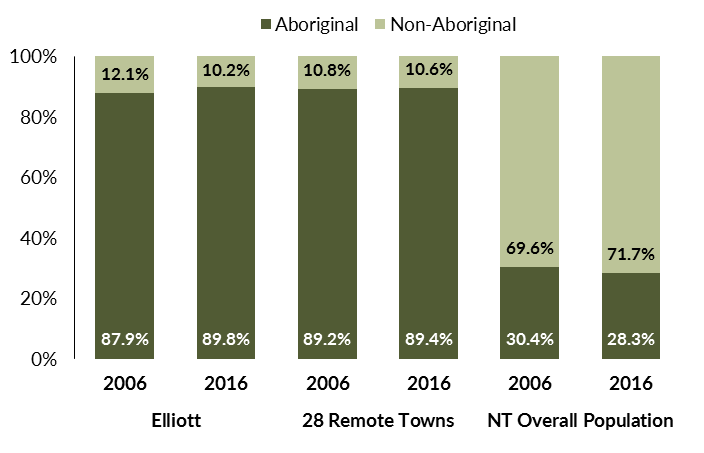 Aboriginal Non-Aboriginal
100%
12.1% 10.2% 10.8% 10.6%
80%
60%
40%
69.6% 71.7%
20%
87.9% 89.8% 89.2% 89.4% 30.4% 28.3%
0%
2006 2016 2006 2016 2006 2016
Elliott 28 Remote Towns NT Overall Population